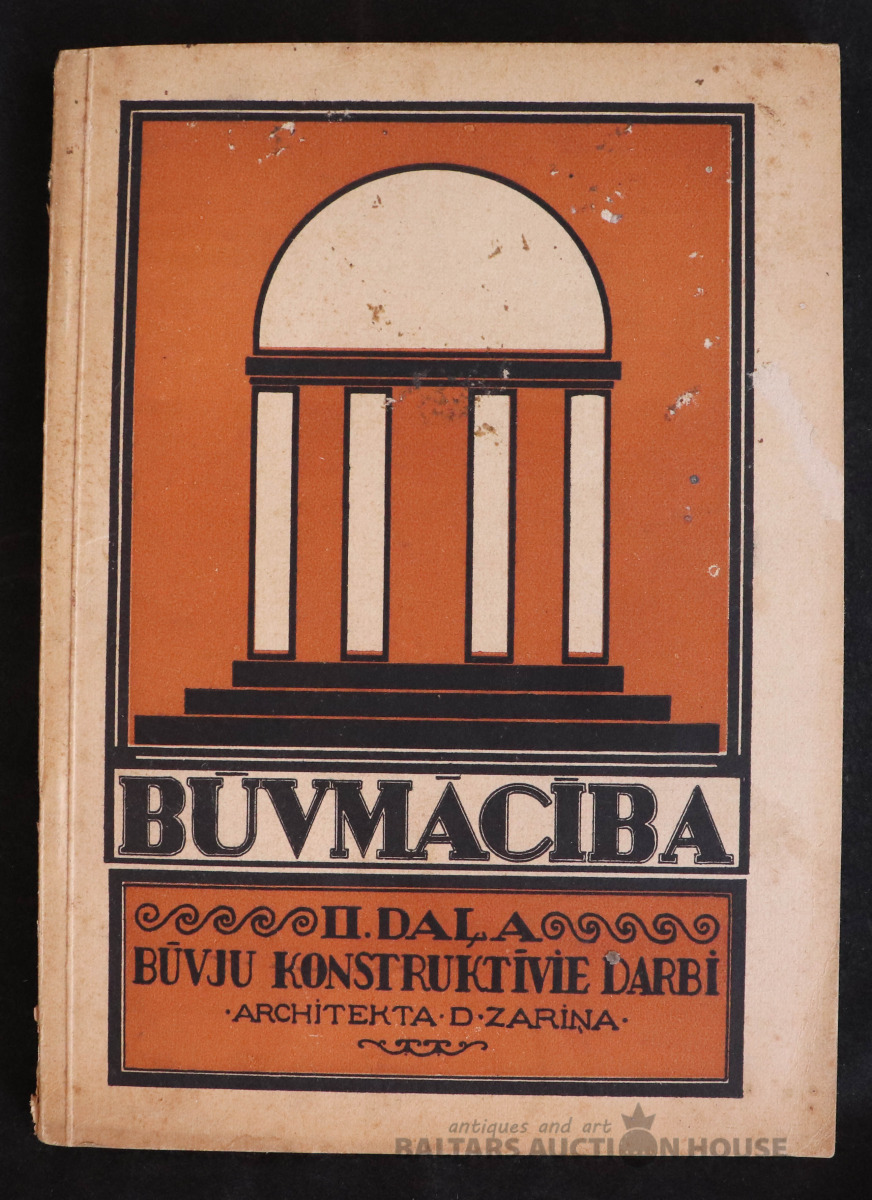 BŪVMĀCĪBA
II. DAĻA
BŪVJU KONSTRUKTĪVIE DARBI
·ARCHITEKTA·D·ZARIŅA·
antiques and art
BALTARS AUCTION HOUSE